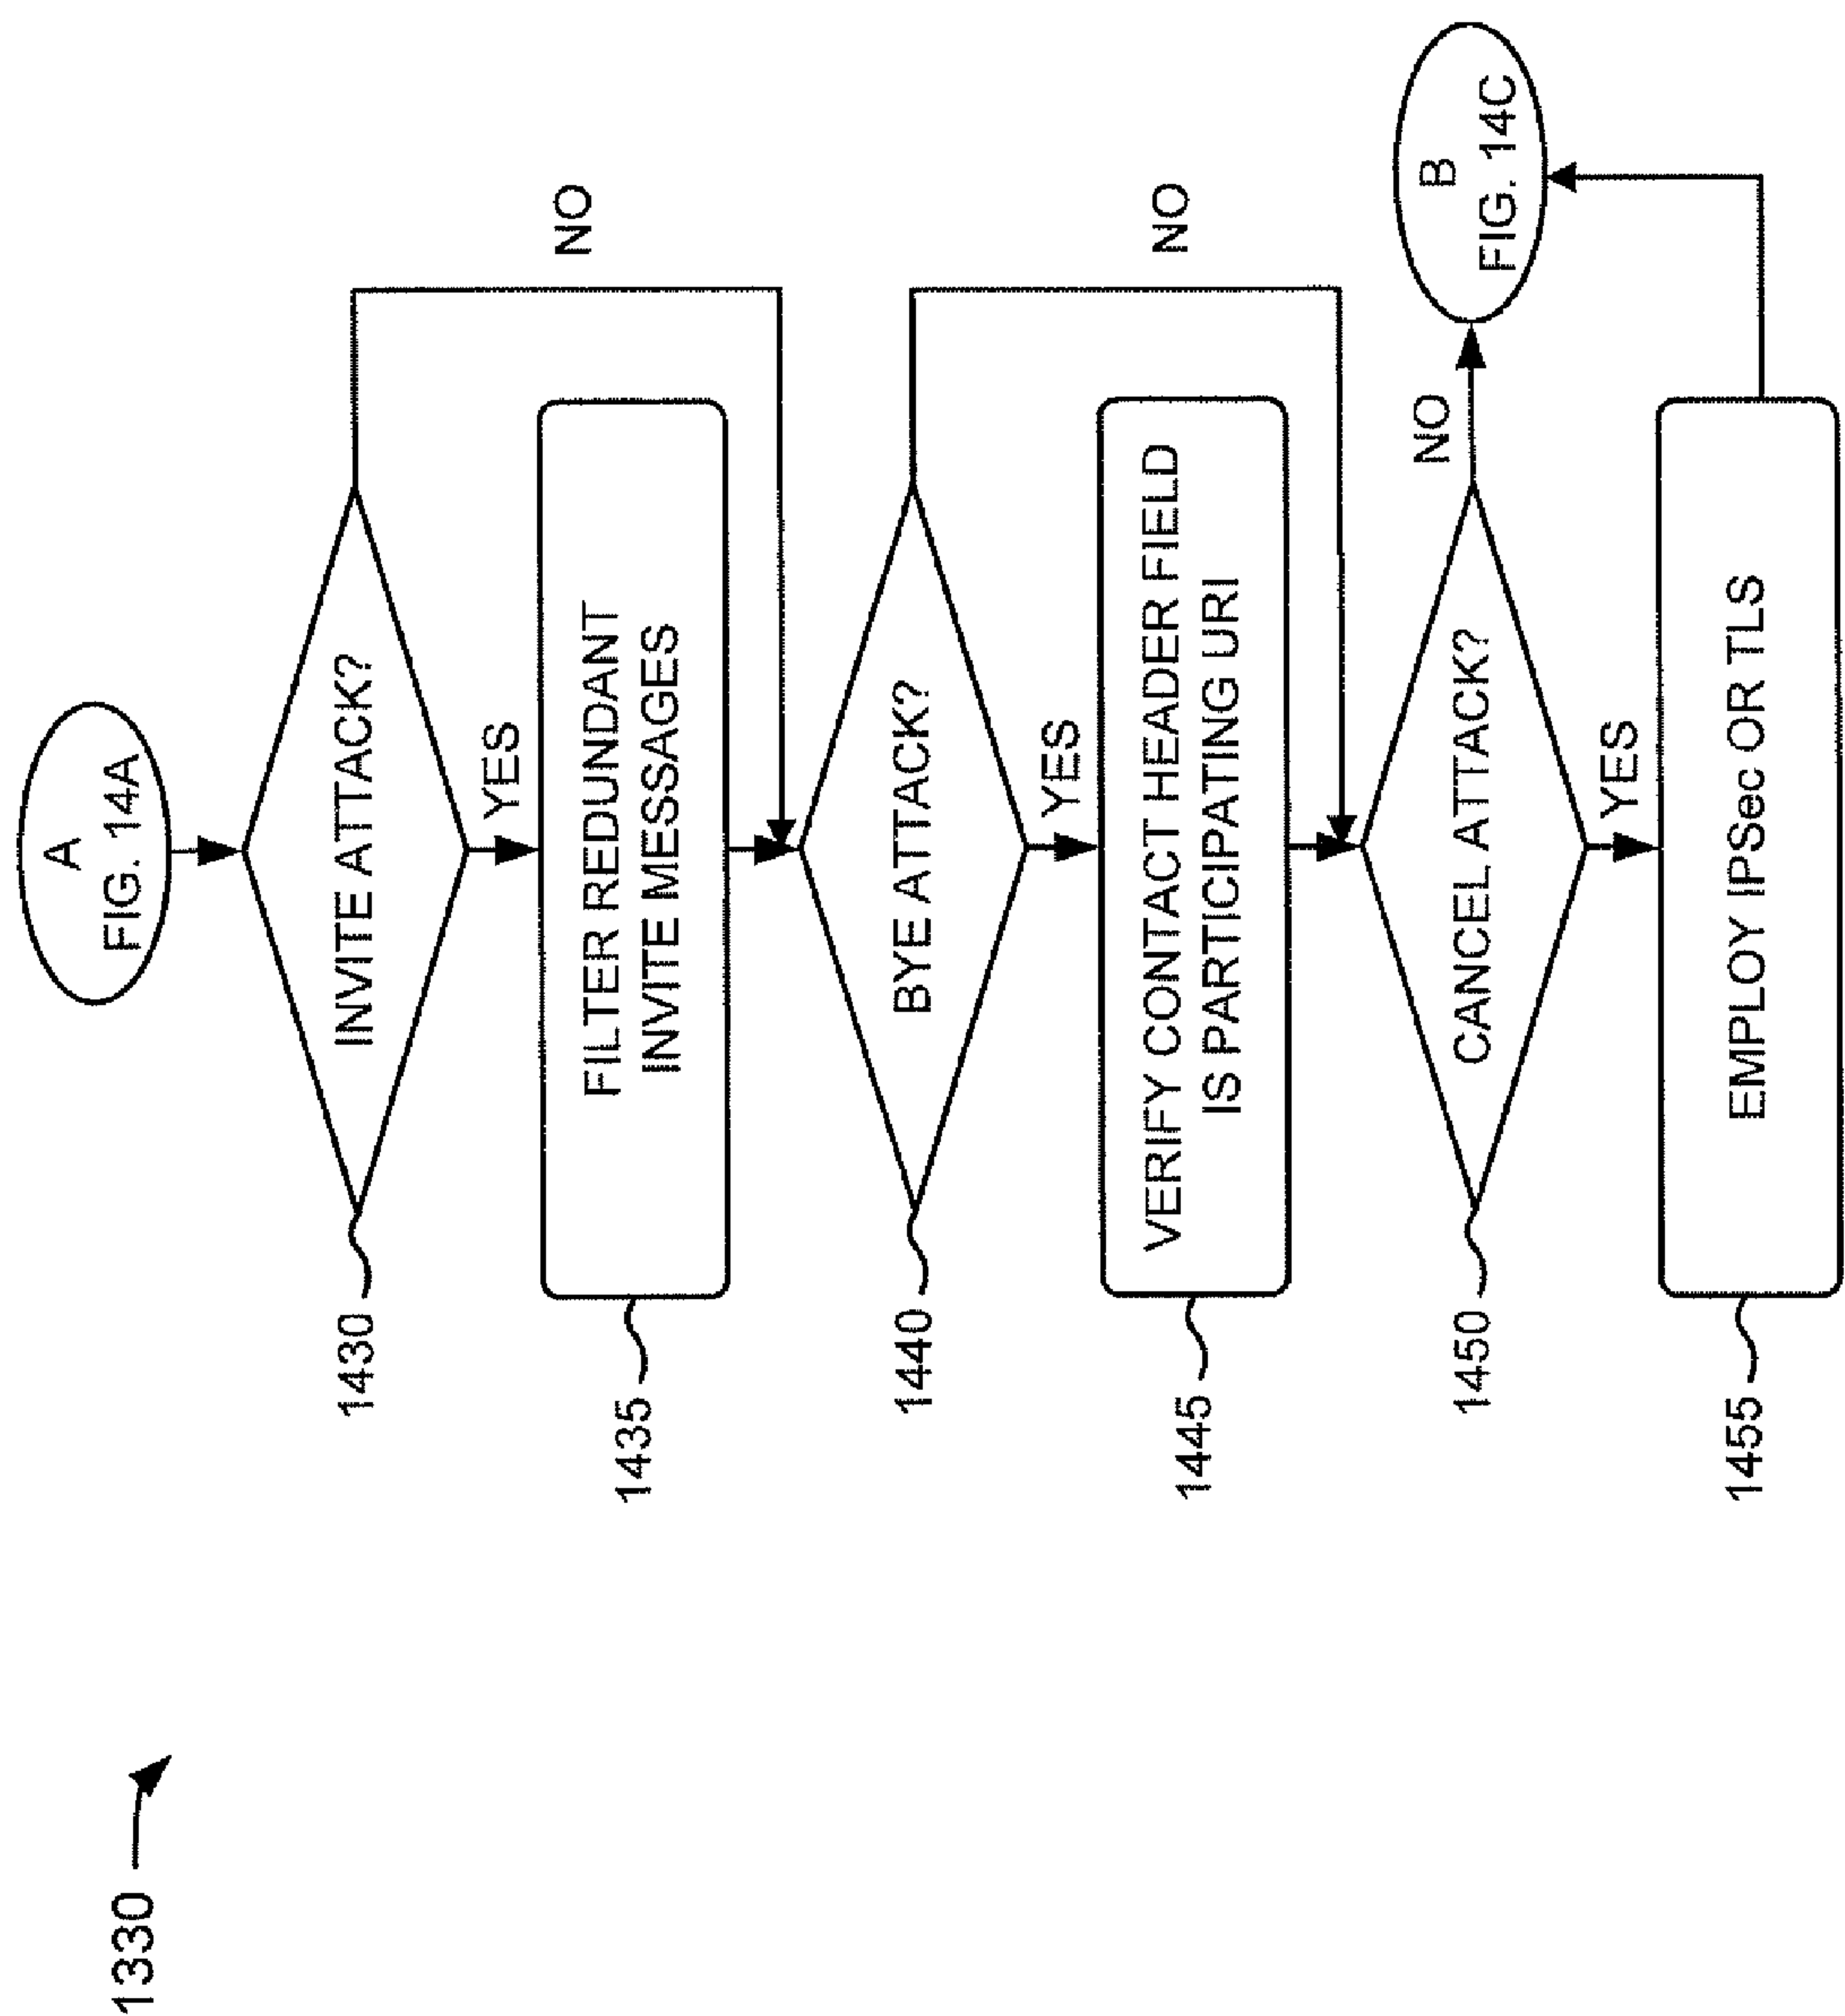 1330
A
FIG. 14A
1430
INVITE ATTACK?
YES
NO
1435
FILTER REDUNDANT
INVITE MESSAGES
1440
BYE ATTACK?
YES
NO
1445
VERIFY CONTACT HEADER FIELD
IS PARTICIPATING URI
1450
CANCEL ATTACK?
NO
B
FIG. 14C
YES
1455
EMPLOY IPSec OR TLS